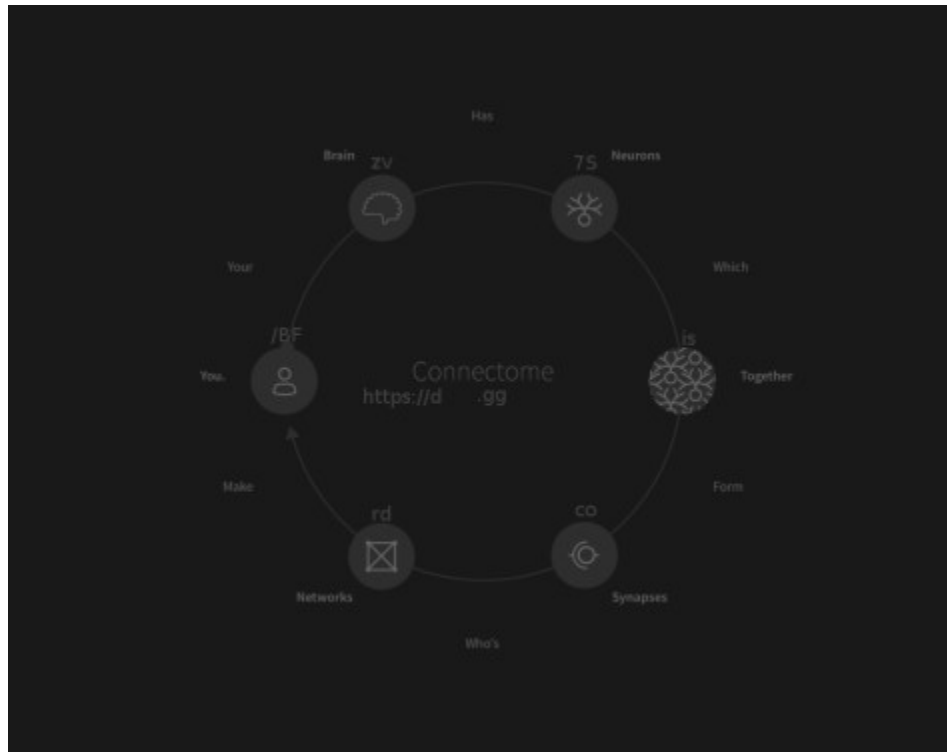 Has
Brain
zv
7S
Neurons
Your
Which
/BF
is
You.
Connectome
Together
https://d .gg
Make
Form
rd
co
Networks
Synapses
Who's